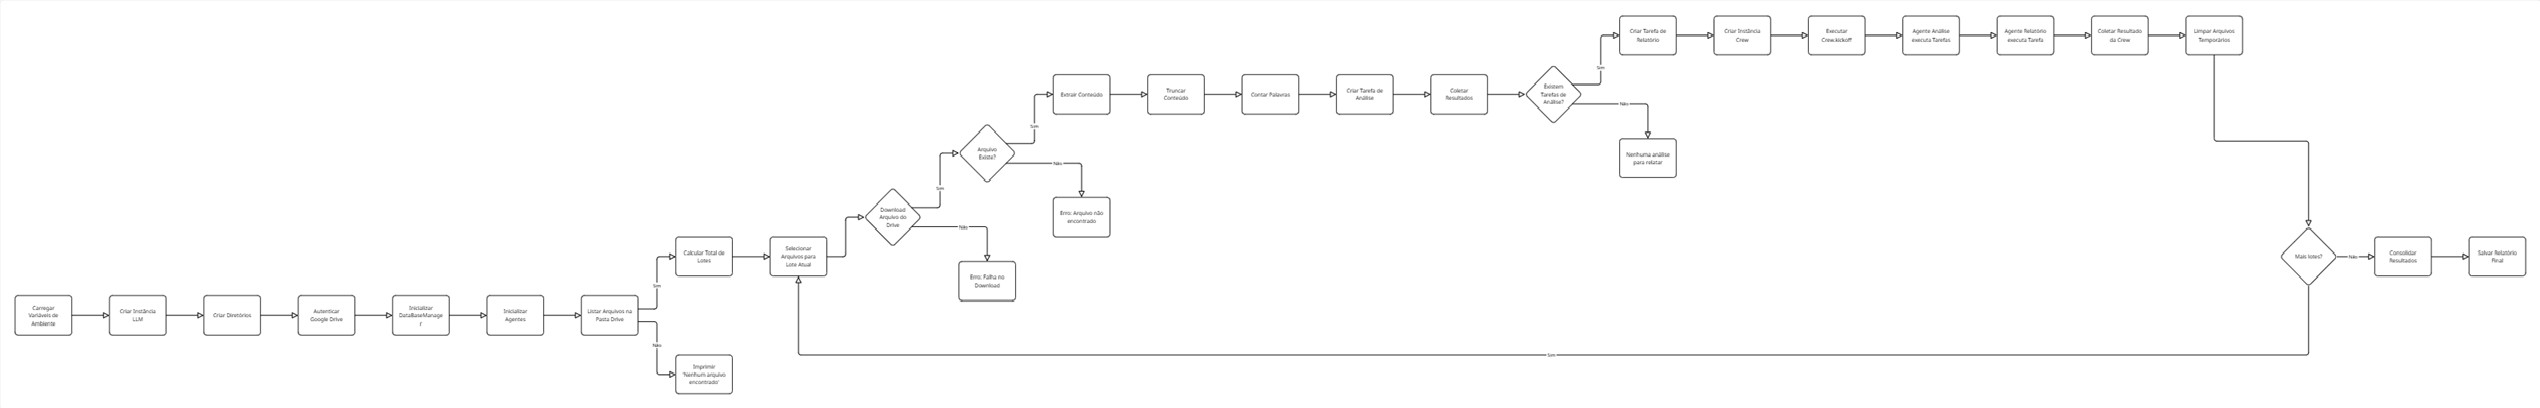 Carregar
Variáveis de
Ambiente
Criar Instância
LLM
Criar Diretórios
Autenticar
Google Drive
Inicializar
DataBaseManage
r
Inicializar
Agentes
Listar Arquivos na
Pasta Drive
Sim
Não
Calcular Total de
Lotes
Imprimir
'Nenhum arquivo
encontrado'
Selecionar
Arquivos para
Lote Atual
Download
Arquivo do
Drive
Sim
Não
Erro: Falha no
Download
Arquivo
Existe?
Sim
Não
Erro: Arquivo não
encontrado
Extrair Conteúdo
Truncar
Conteúdo
Contar Palavras
Criar Tarefa de
Análise
Coletar
Resultados
Existem
Tarefas de
Análise?
Sim
Não
Nenhuma análise
para relatar
Criar Tarefa de
Relatório
Criar Instância
Crew
Executar
Crew.kickoff
Agente Análise
executa Tarefas
Agente Relatório
executa Tarefa
Coletar Resultado
da Crew
Limpar Arquivos
Temporários
Mais lotes?
Não
Sim
Consolidar
Resultados
Salvar Relatório
Final